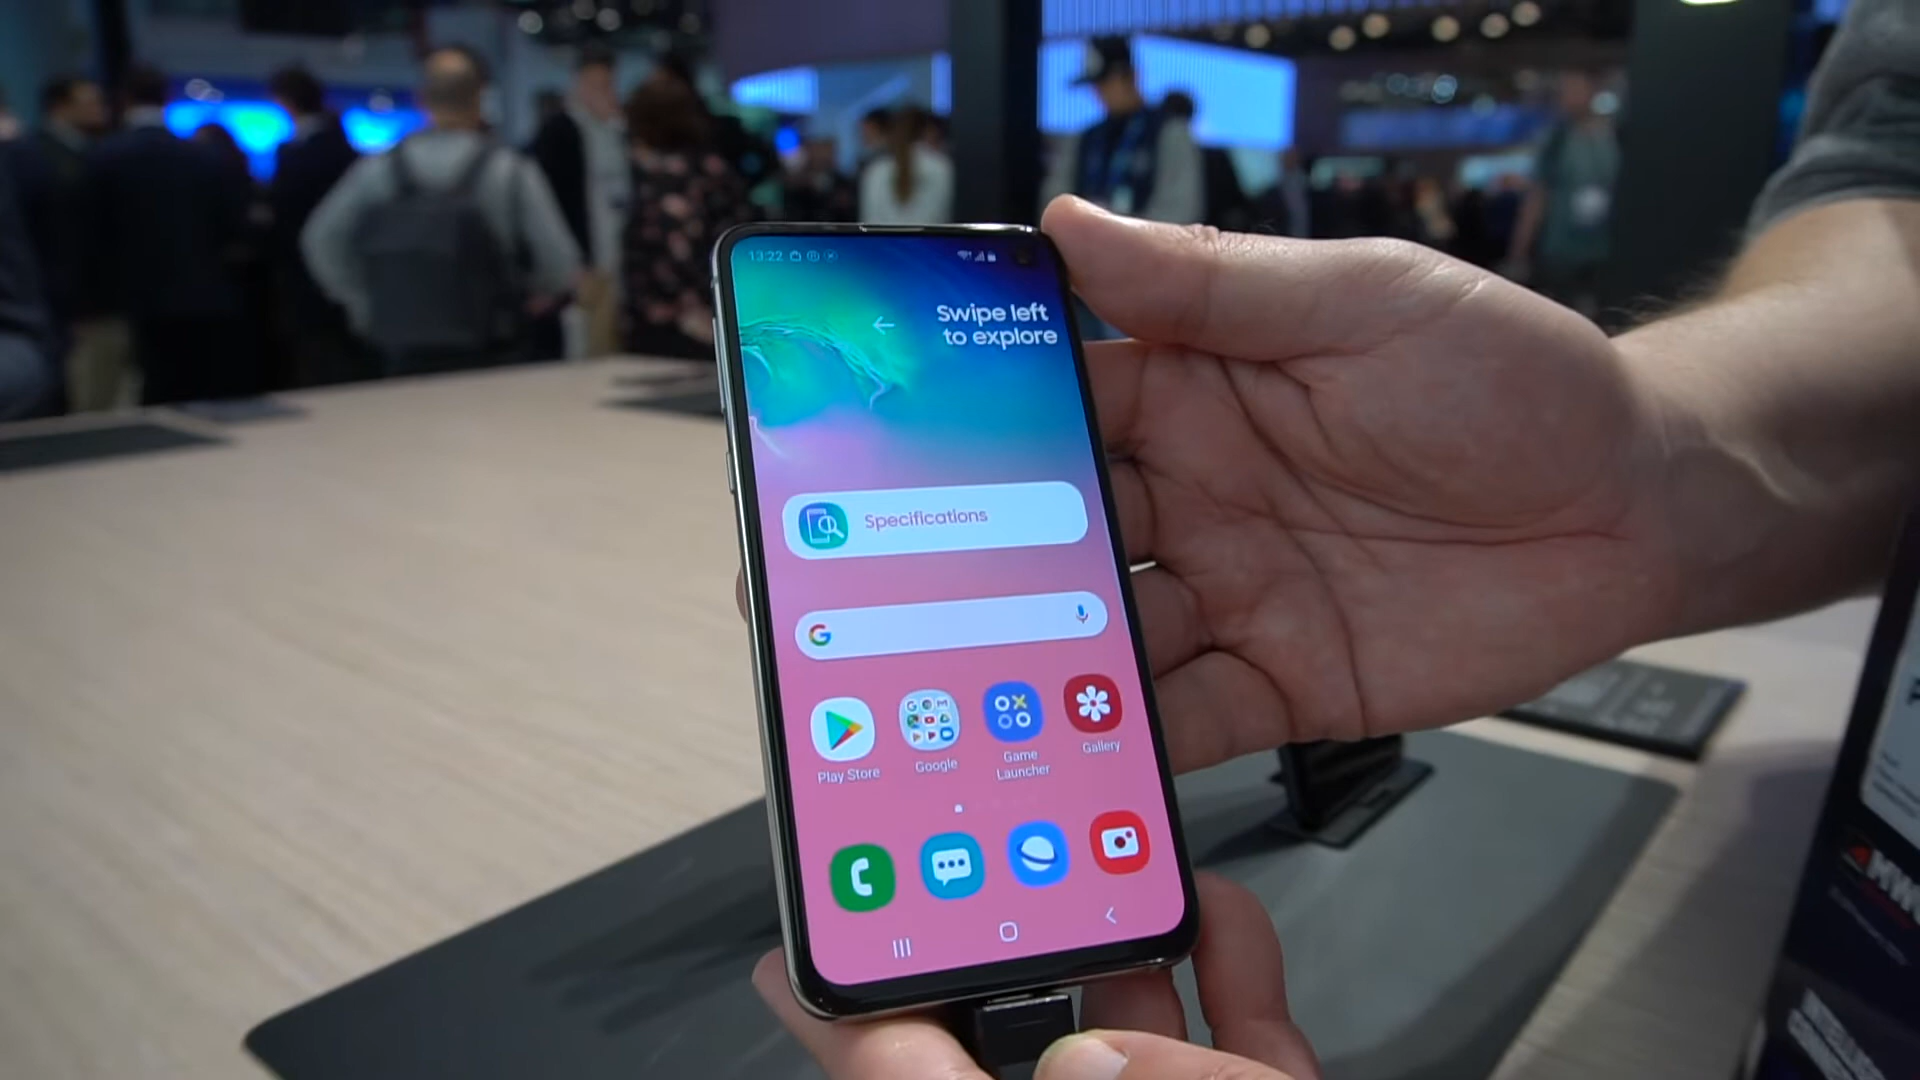 13:22
Swipe left
to explore
Specifications
G
Play Store
Google
Game
Launcher
Gallery